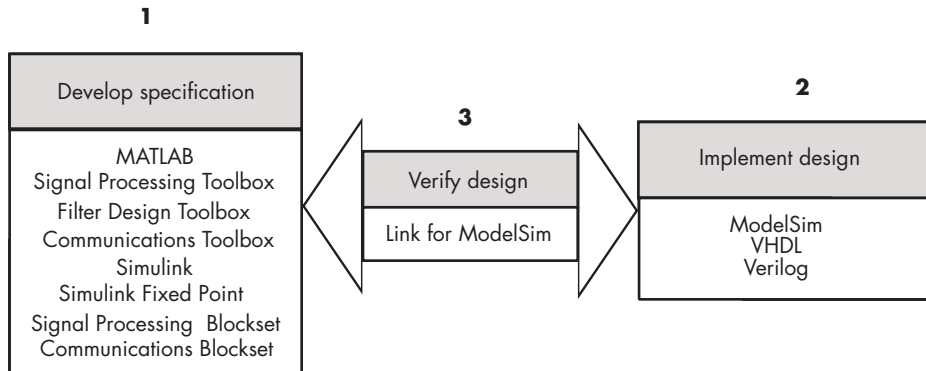 1
Develop specification
MATLAB
Signal Processing Toolbox
Filter Design Toolbox
Communications Toolbox
Simulink
Simulink Fixed Point
Signal Processing Blockset
Communications Blockset
3
Verify design
Link for ModelSim
2
Implement design
ModelSim
VHDL
Verilog